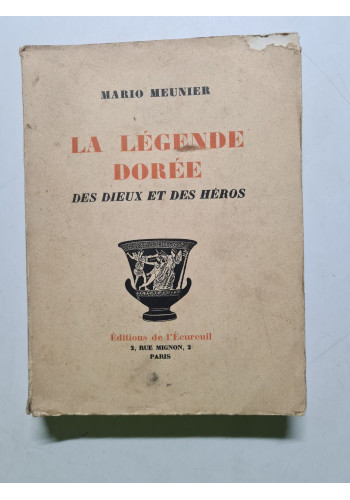 MARIO MEUNIER
LA LÉGENDE
DORÉE
DES DIEUX ET DES HÉROS
Éditions de l'Écureuil
2, RUE MIGNON, 2
PARIS